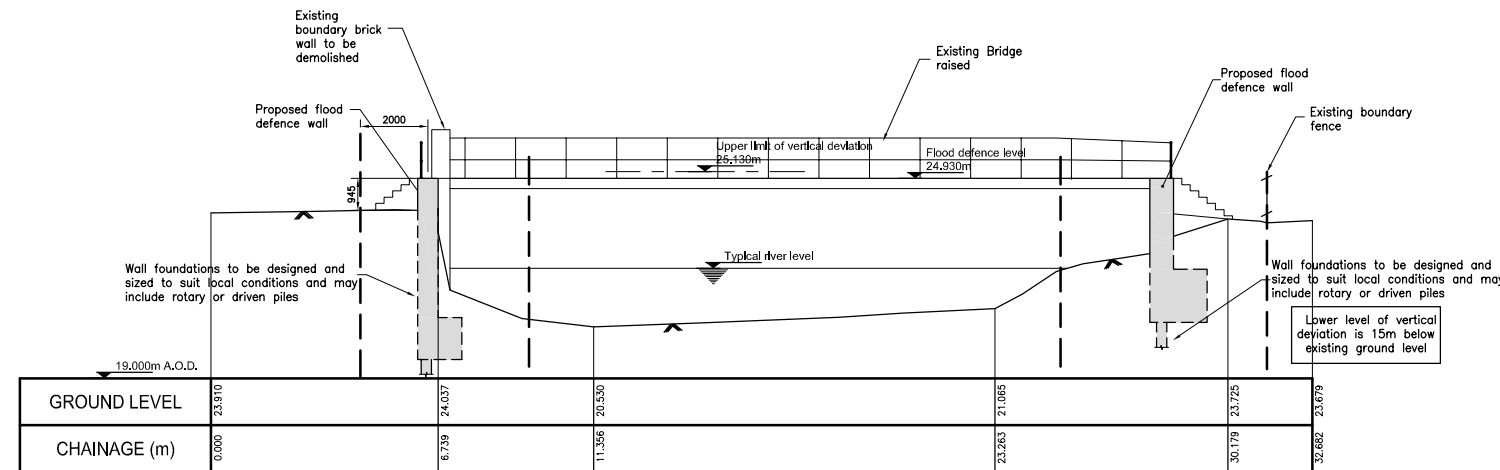 Existing
boundary brick
wall to be
demolished
Existing Bridge
raised
Proposed flood
defence wall
Proposed flood
defence wall
2000
Existing boundary
fence
Upper limit of vertical deviation
25.130m
Flood defence level
24.930m
945
Typical river level
Wall foundations to be designed and
sized to suit local conditions and may
include rotary or driven piles
Wall foundations to be designed and
sized to suit local conditions and may
include rotary or driven piles
Lower level of vertical
deviation is 15m below
existing ground level
19.000m A.O.D.
GROUND LEVEL 23.910 24.037 20.530 21.065 23.725 23.679
CHAINAGE (m) 0.000 6.739 11.356 23.263 30.179 32.682